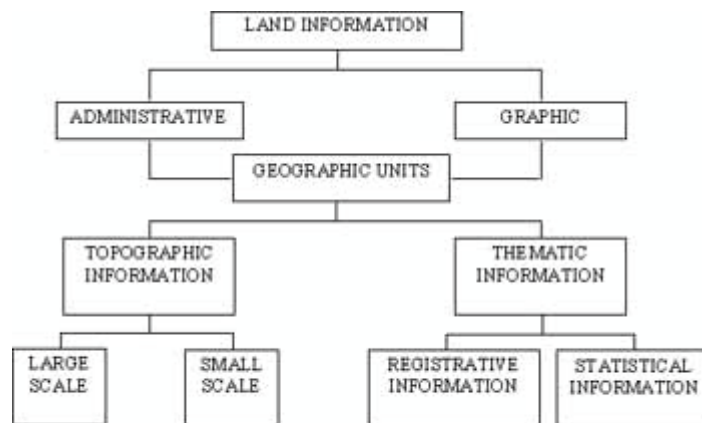 LAND INFORMATION
ADMINISTRATIVE
GRAPHIC
GEOGRAPHIC UNITS
TOPOGRAPHIC
INFORMATION
THEMATIC
INFORMATION
LARGE
SCALE
SMALL
SCALE
REGISTRATIVE
INFORMATION
STATISTICAL
INFORMATION